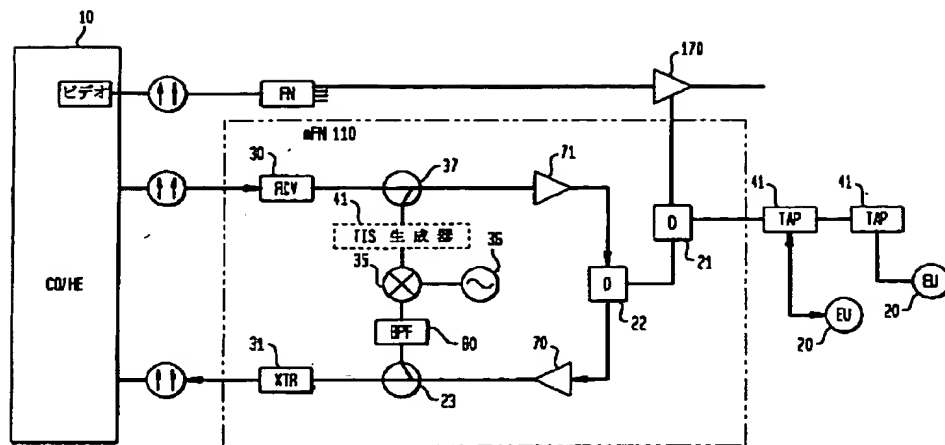 10
170
ビデオ
FN
mFN 110
30
37
71
RCV
41
TIS 生成器
35
36
D
21
41
TAP
41
TAP
CO/HE
D
22
EU
20
EU
20
BPF
60
31
XTR
70
23